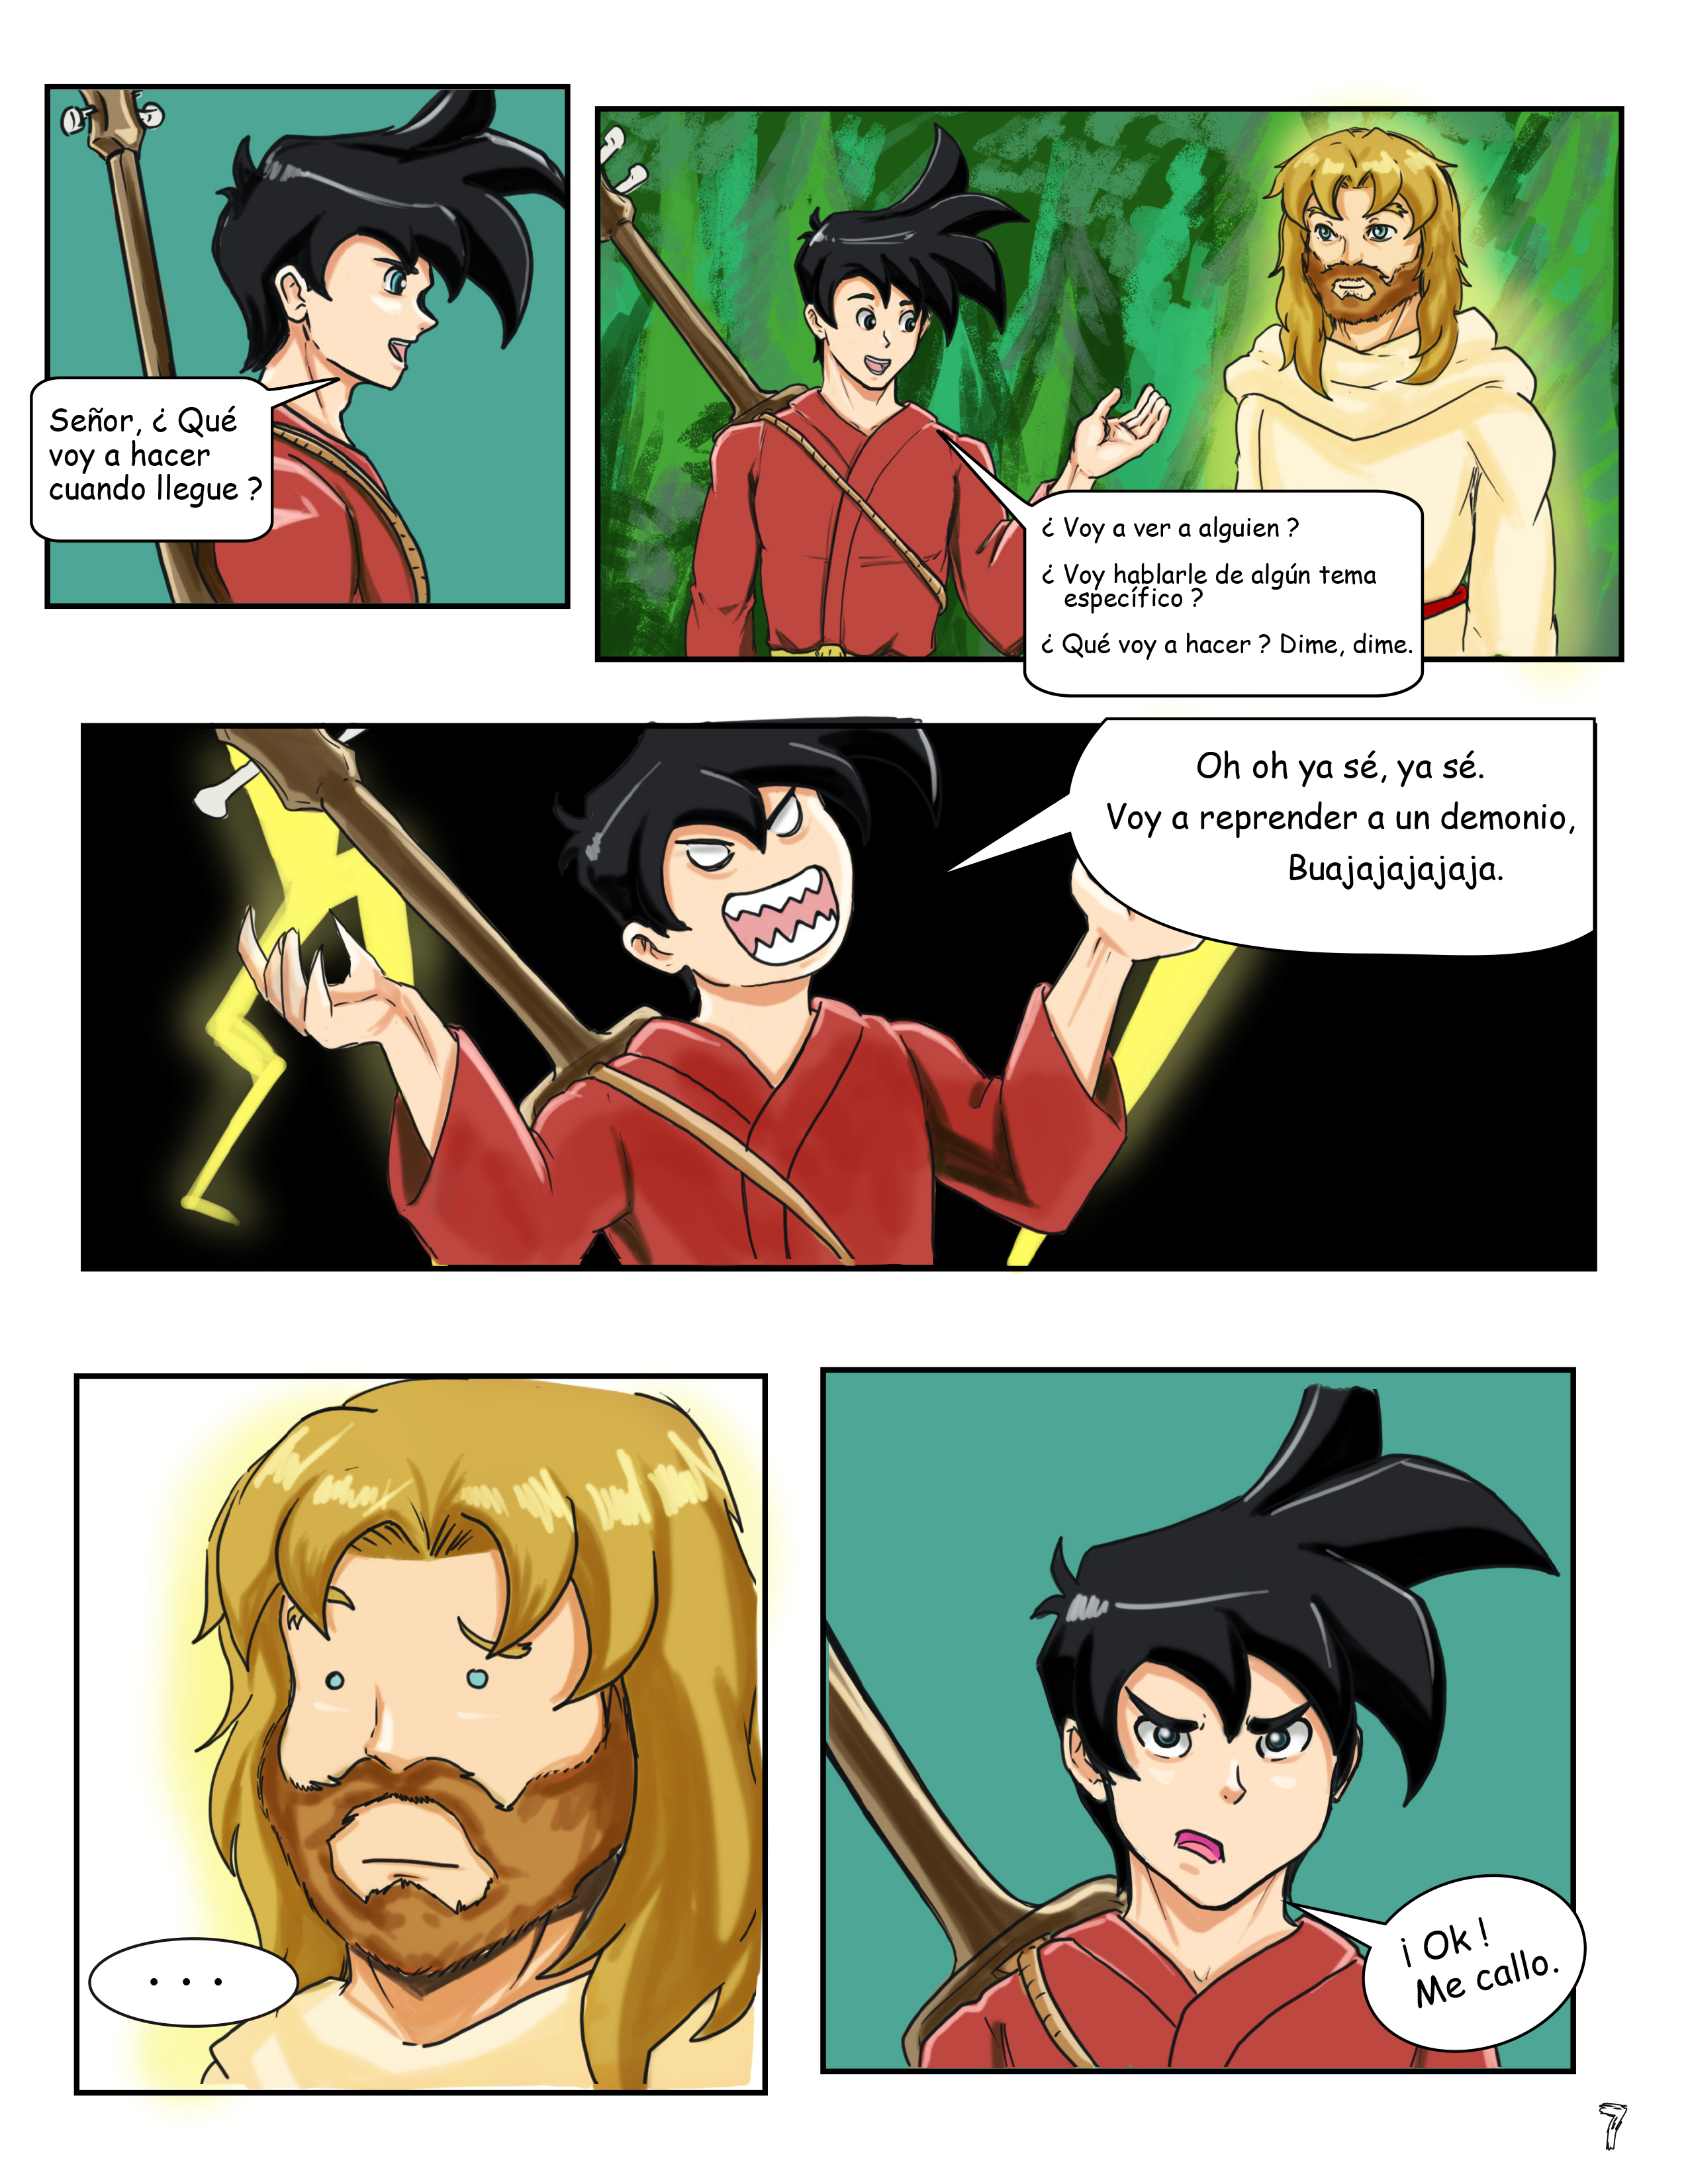 Señor, ¿ Qué
voy a hacer
cuando llegue ?
¿ Voy a ver a alguien ?
¿ Voy hablarle de algún tema
específico ?
¿ Qué voy a hacer ? Dime, dime.
Oh oh ya sé, ya sé.
Voy a reprender a un demonio,
Buajajajajaja.
. . .
¡ Ok !
Me callo.
7